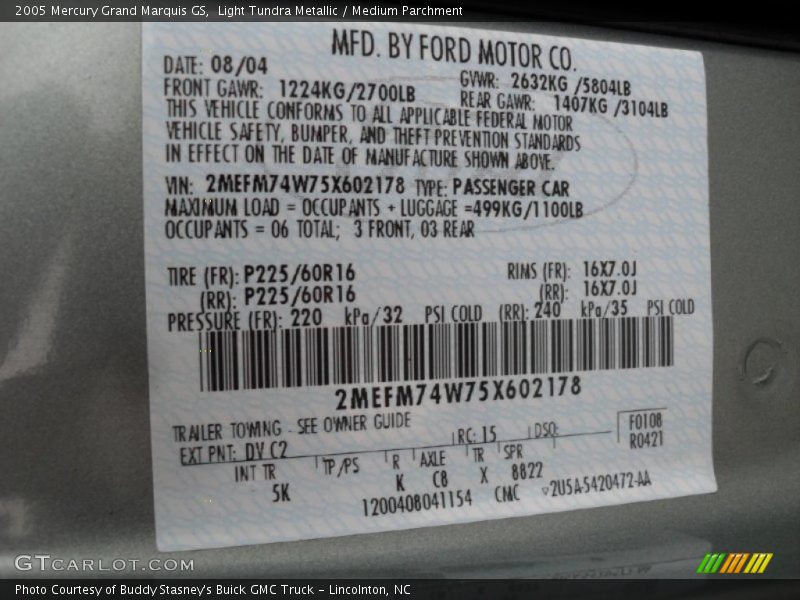 2005 Mercury Grand Marquis GS, Light Tundra Metallic / Medium Parchment
MFD. BY FORD MOTOR CO.
DATE: 08/04 GVWR: 2632KG /5804LB
FRONT GAWR: 1224KG/2700LB REAR GAWR: 1407KG /3104LB
THIS VEHICLE CONFORMS TO ALL APPLICABLE FEDERAL MOTOR
VEHICLE SAFETY, BUMPER, AND THEFT PREVENTION STANDARDS
IN EFFECT ON THE DATE OF MANUFACTURE SHOWN ABOVE.
VIN: 2MEFM74W75X602178 TYPE: PASSENGER CAR
MAXIMUM LOAD = OCCUPANTS + LUGGAGE =499KG/1100LB
OCCUPANTS = 06 TOTAL; 3 FRONT, 03 REAR
TIRE (FR): P225/60R16 RIMS (FR): 16X7.0J
(RR): P225/60R16 (RR): 16X7.0J
PRESSURE (FR): 220 kPa/32 PSI COLD (RR): 240 kPa/35 PSI COLD
2MEFM74W75X602178
TRAILER TOWING - SEE OWNER GUIDE
EXT PNT: DV C2 RC: 15 DSO: F0108
R0421
INT TR TP/PS R AXLE TR SPR
5K K C8 X 8822
1200408041154 CMC 2U5A-5420472-AA
GTCARLOT.COM
Photo Courtesy of Buddy Stasney's Buick GMC Truck - Lincolnton, NC